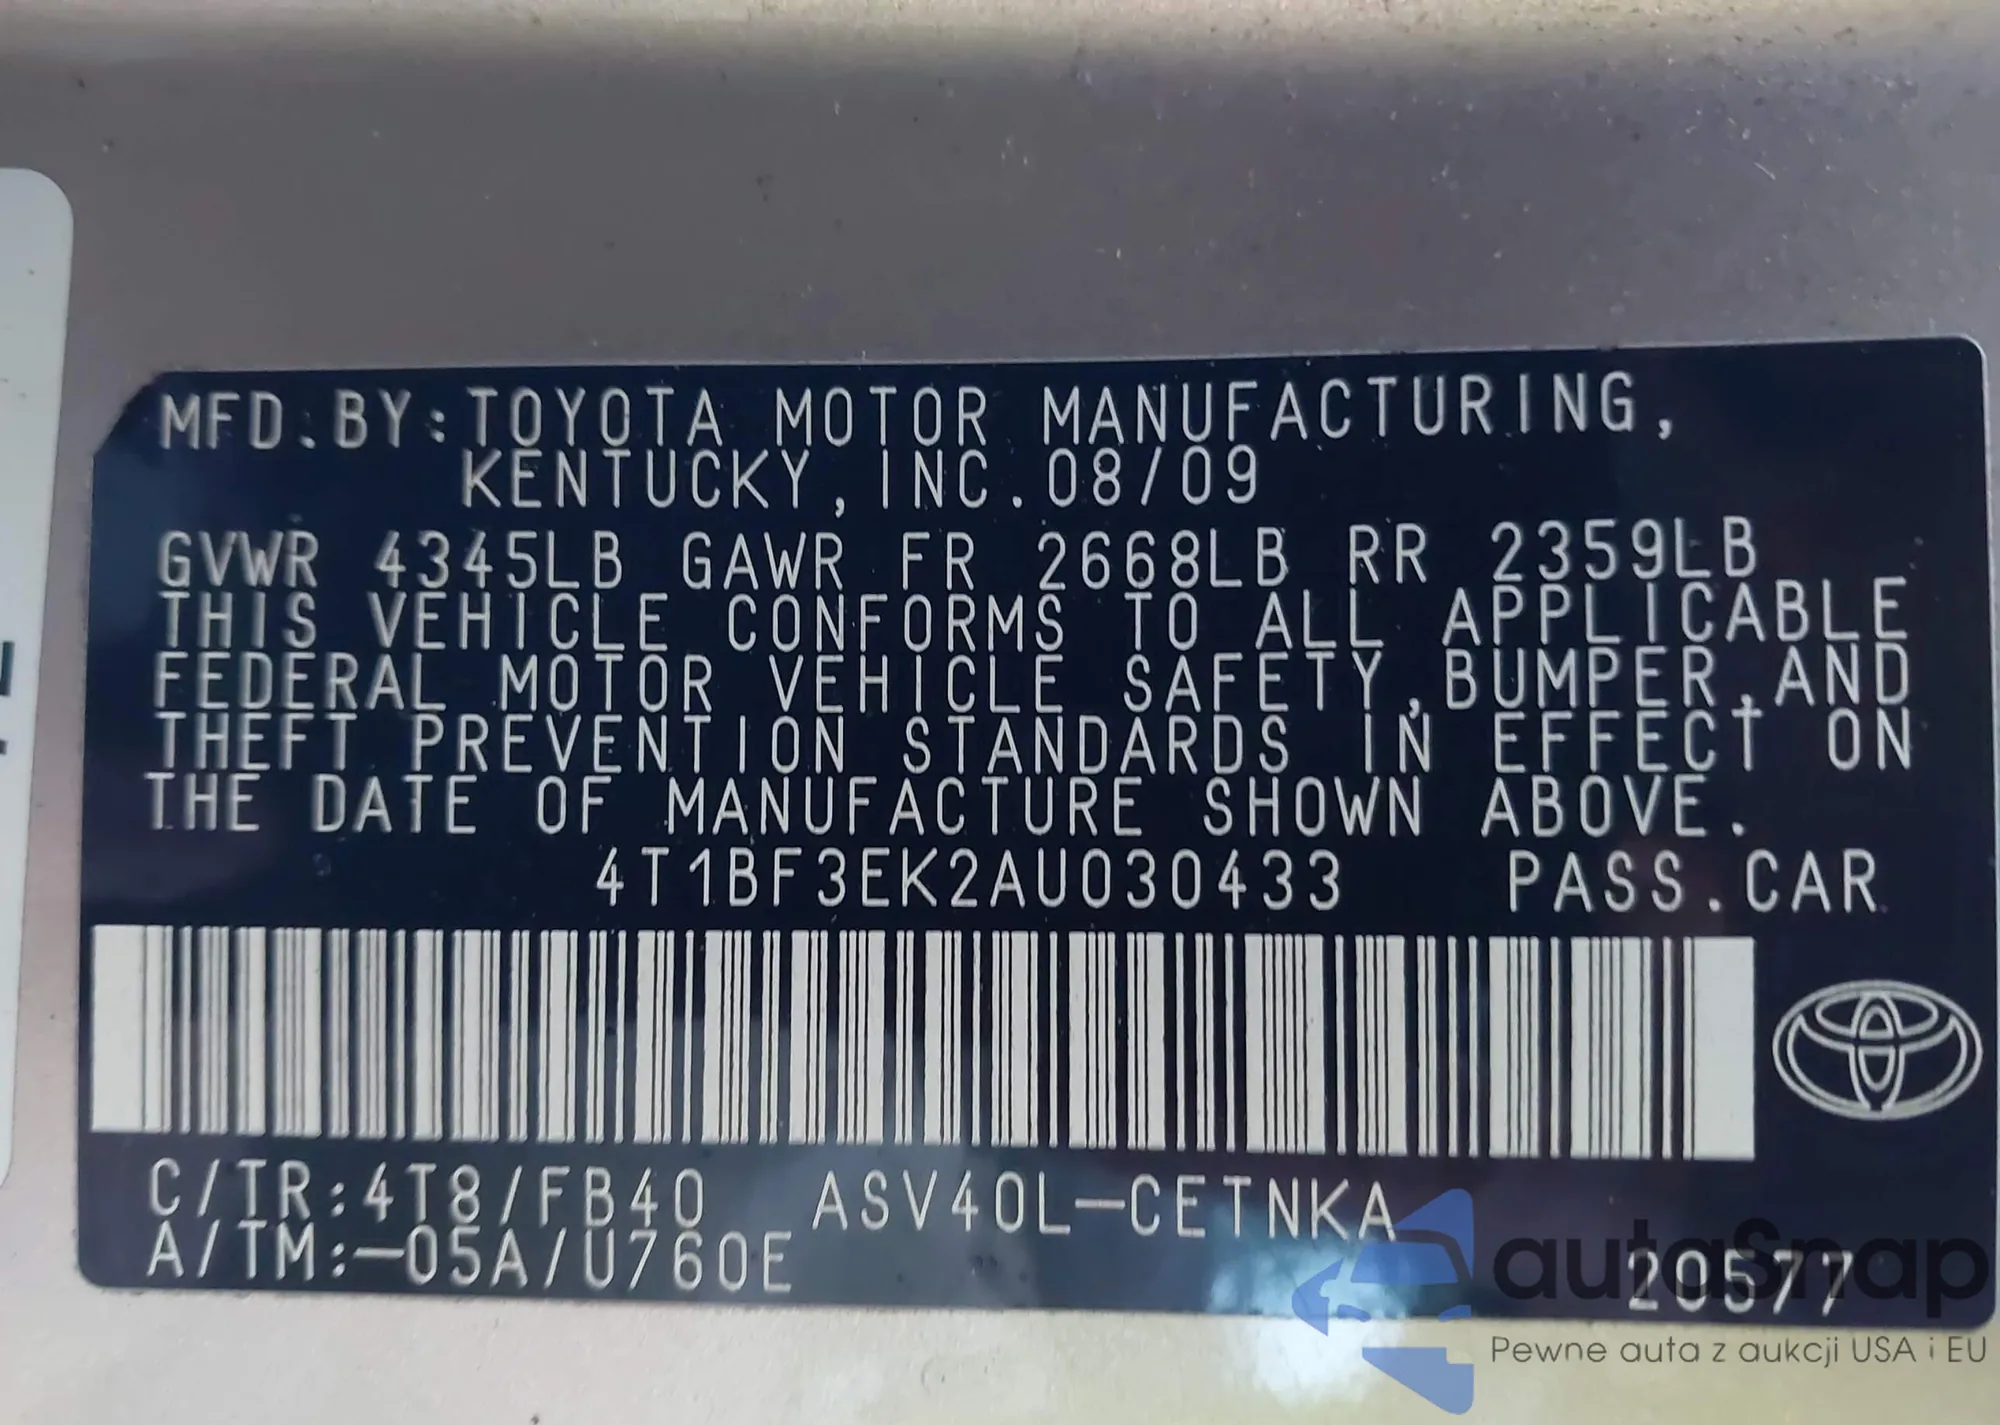 MFD.BY:TOYOTA MOTOR MANUFACTURING,
KENTUCKY,INC.08/09
GVWR 4345LB GAWR FR 2668LB RR 2359LB
THIS VEHICLE CONFORMS TO ALL APPLICABLE
FEDERAL MOTOR VEHICLE SAFETY,BUMPER,AND
THEFT PREVENTION STANDARDS IN EFFECT ON
THE DATE OF MANUFACTURE SHOWN ABOVE.
4T1BF3EK2AU030433 PASS.CAR
C/TR:4T8/FB40 ASV40L-CETNKA
A/TM:-05A/U760E 20577
autoSnap
Pewne auta z aukcji USA i EU